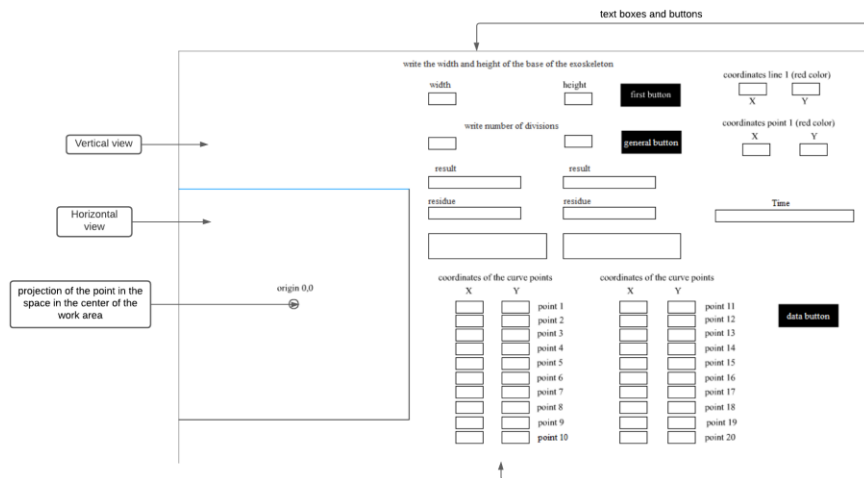 text boxes and buttons
write the width and height of the base of the exoskeleton
width
height
first button
coordinates line 1 (red color)
X
Y
write number of divisions
general button
coordinates point 1 (red color)
X
Y
Vertical view
result
result
residue
residue
Time
Horizontal
view
projection of the point in the
space in the center of the
work area
origin 0,0
coordinates of the curve points
X
Y
point 1
point 2
point 3
point 4
point 5
point 6
point 7
point 8
point 9
point 10
coordinates of the curve points
X
Y
point 11
point 12
point 13
point 14
point 15
point 16
point 17
point 18
point 19
point 20
data button